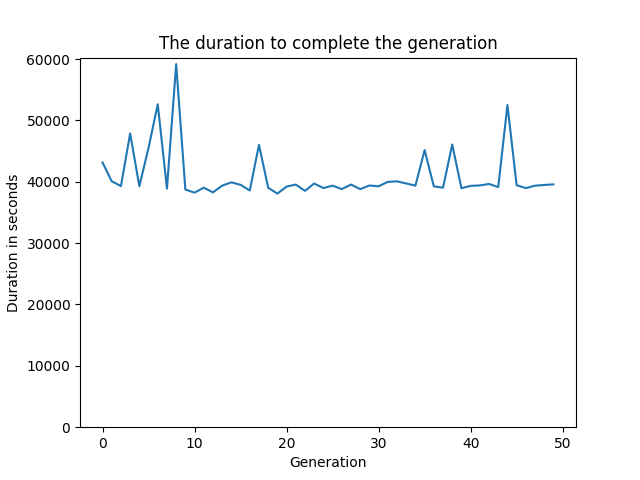 The duration to complete the generation
60000
50000
40000
30000
20000
10000
0
Duration in seconds
0 10 20 30 40 50
Generation